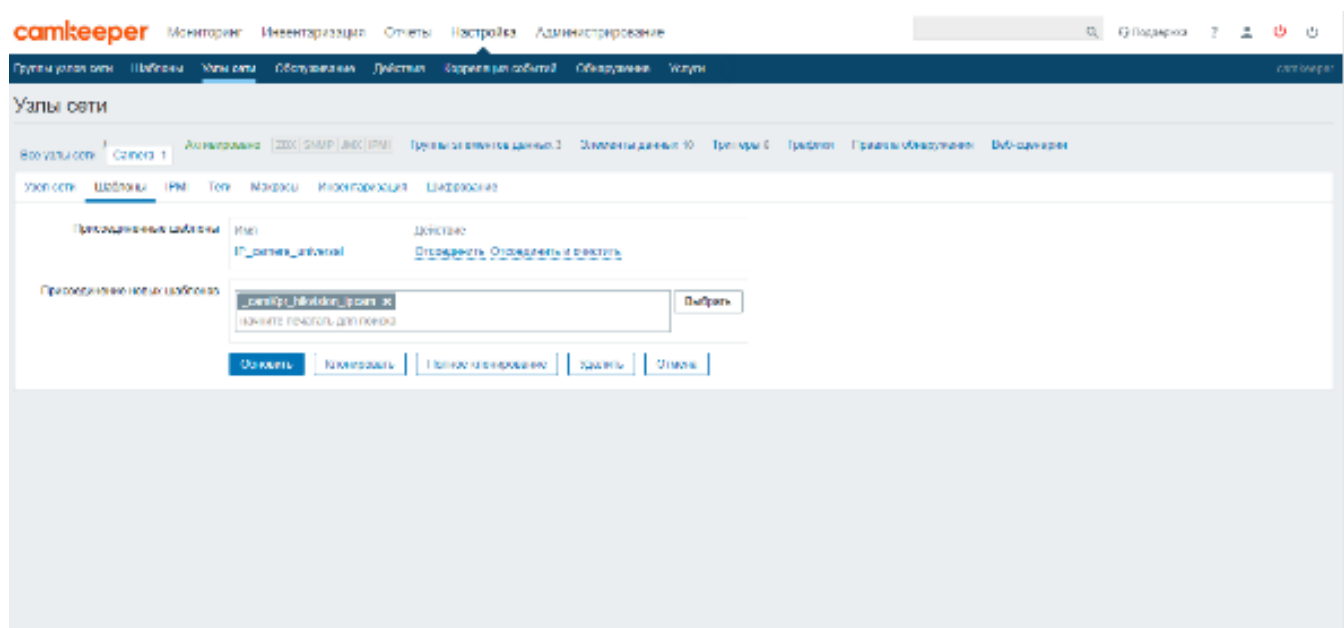 camkeeper Мониторинг Инвентаризация Отчеты Настройка Администрирование Поддержка ?
Группы узлов сети Шаблоны Узлы сети Обслуживание Действия Корреляция событий Обнаружение Услуги camkeeper
Узлы сети
Все узлы сети / Camera 1 Активировано ZBX SNMP JMX IPMI Группы элементов данных Элементы данных 10 Триггеры Графики Правила обнаружения Веб-сценарии
Узел сети Шаблоны IPMI Теги Макросы Инвентаризация Шифрование
Присоединенные шаблоны Имя Действие
IP_camera_universal Отсоединить Отсоединить и очистить
Присоединение новых шаблонов _camKpr_hikvision_ipcam × Выбрать
начните печатать для поиска
Обновить Клонировать Полное клонирование Удалить Отмена